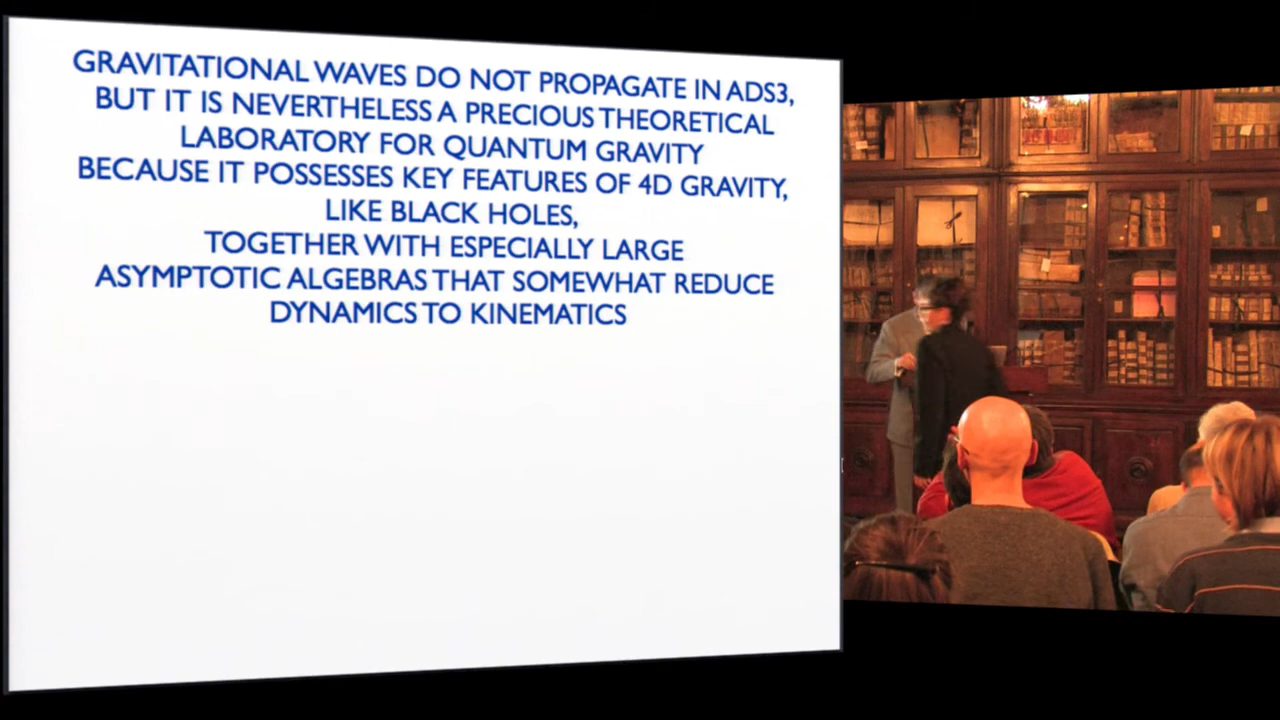 GRAVITATIONAL WAVES DO NOT PROPAGATE IN ADS3,
BUT IT IS NEVERTHELESS A PRECIOUS THEORETICAL
LABORATORY FOR QUANTUM GRAVITY
BECAUSE IT POSSESSES KEY FEATURES OF 4D GRAVITY,
LIKE BLACK HOLES,
TOGETHER WITH ESPECIALLY LARGE
ASYMPTOTIC ALGEBRAS THAT SOMEWHAT REDUCE
DYNAMICS TO KINEMATICS